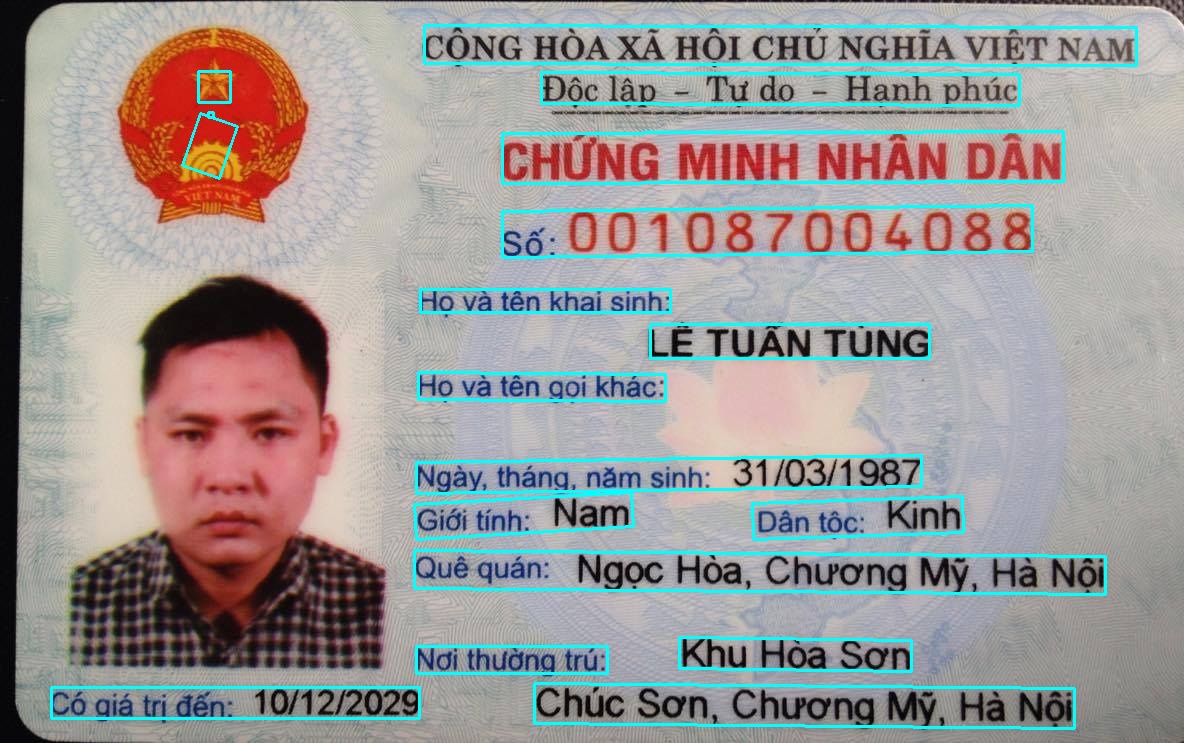 CỘNG HÒA XÃ HỘI CHỦ NGHĨA VIỆT NAM
Độc lập - Tự do - Hạnh phúc
CHỨNG MINH NHÂN DÂN
Số: 001087004088
Họ và tên khai sinh:
LÊ TUẤN TÙNG
Họ và tên gọi khác:
Ngày, tháng, năm sinh: 31/03/1987
Giới tính: Nam Dân tộc: Kinh
Quê quán: Ngọc Hòa, Chương Mỹ, Hà Nội
Nơi thường trú: Khu Hòa Sơn
Chúc Sơn, Chương Mỹ, Hà Nội
Có giá trị đến: 10/12/2029
VIỆT NAM